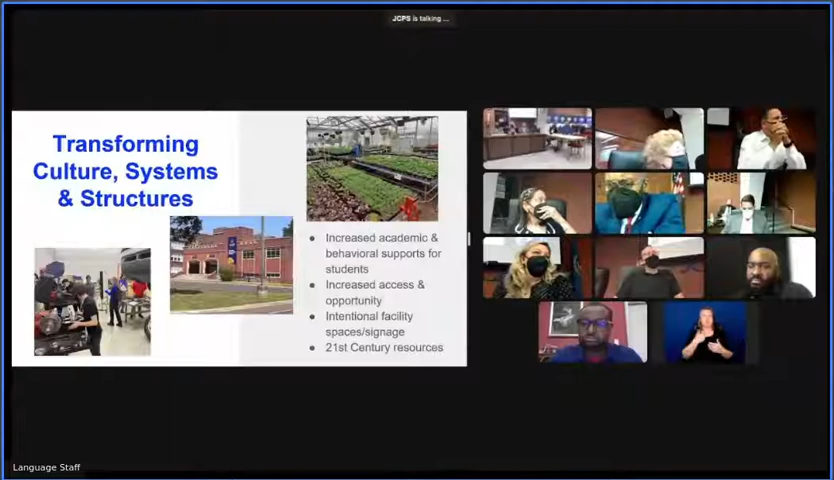 JCPS is talking ...
Transforming
Culture, Systems
& Structures
● Increased academic &
behavioral supports for
students
● Increased access &
opportunity
● Intentional facility
spaces/signage
● 21st Century resources
Language Staff